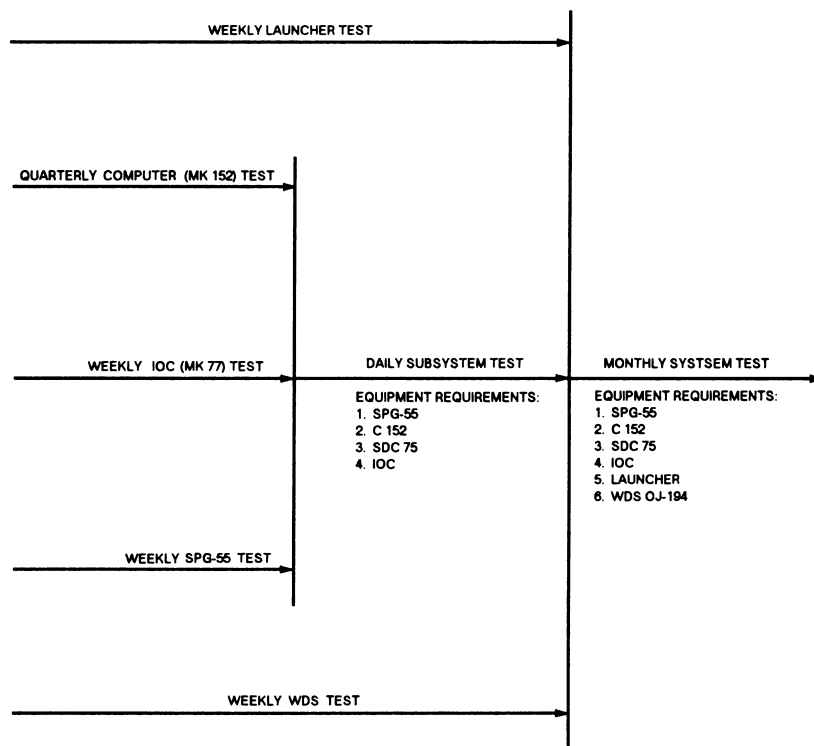 WEEKLY LAUNCHER TEST
QUARTERLY COMPUTER (MK 152) TEST
WEEKLY IOC (MK 77) TEST
DAILY SUBSYSTEM TEST
MONTHLY SYSTSEM TEST
EQUIPMENT REQUIREMENTS:
1. SPG-55
2. C 152
3. SDC 75
4. IOC
EQUIPMENT REQUIREMENTS:
1. SPG-55
2. C 152
3. SDC 75
4. IOC
5. LAUNCHER
6. WDS OJ-194
WEEKLY SPG-55 TEST
WEEKLY WDS TEST